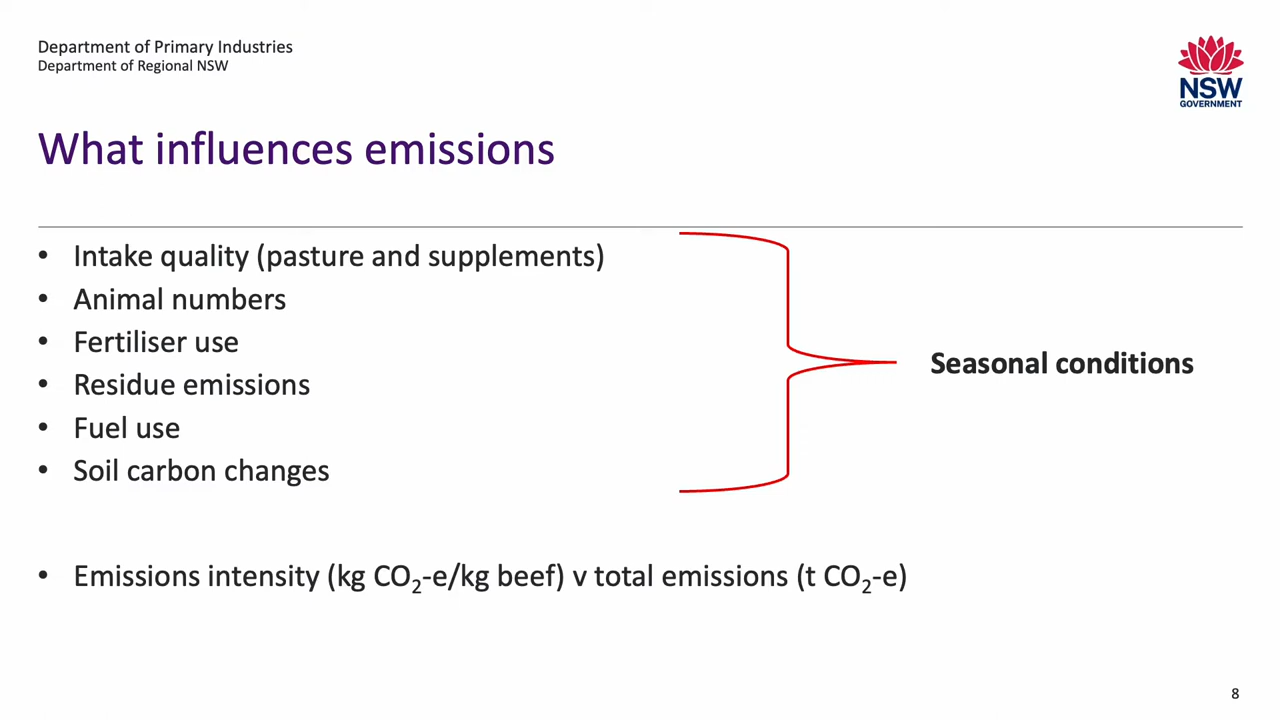 Department of Primary Industries
Department of Regional NSW
NSW
GOVERNMENT
What influences emissions
• Intake quality (pasture and supplements)
• Animal numbers
• Fertiliser use
• Residue emissions
• Fuel use
• Soil carbon changes
Seasonal conditions
• Emissions intensity (kg CO₂-e/kg beef) v total emissions (t CO₂-e)
8